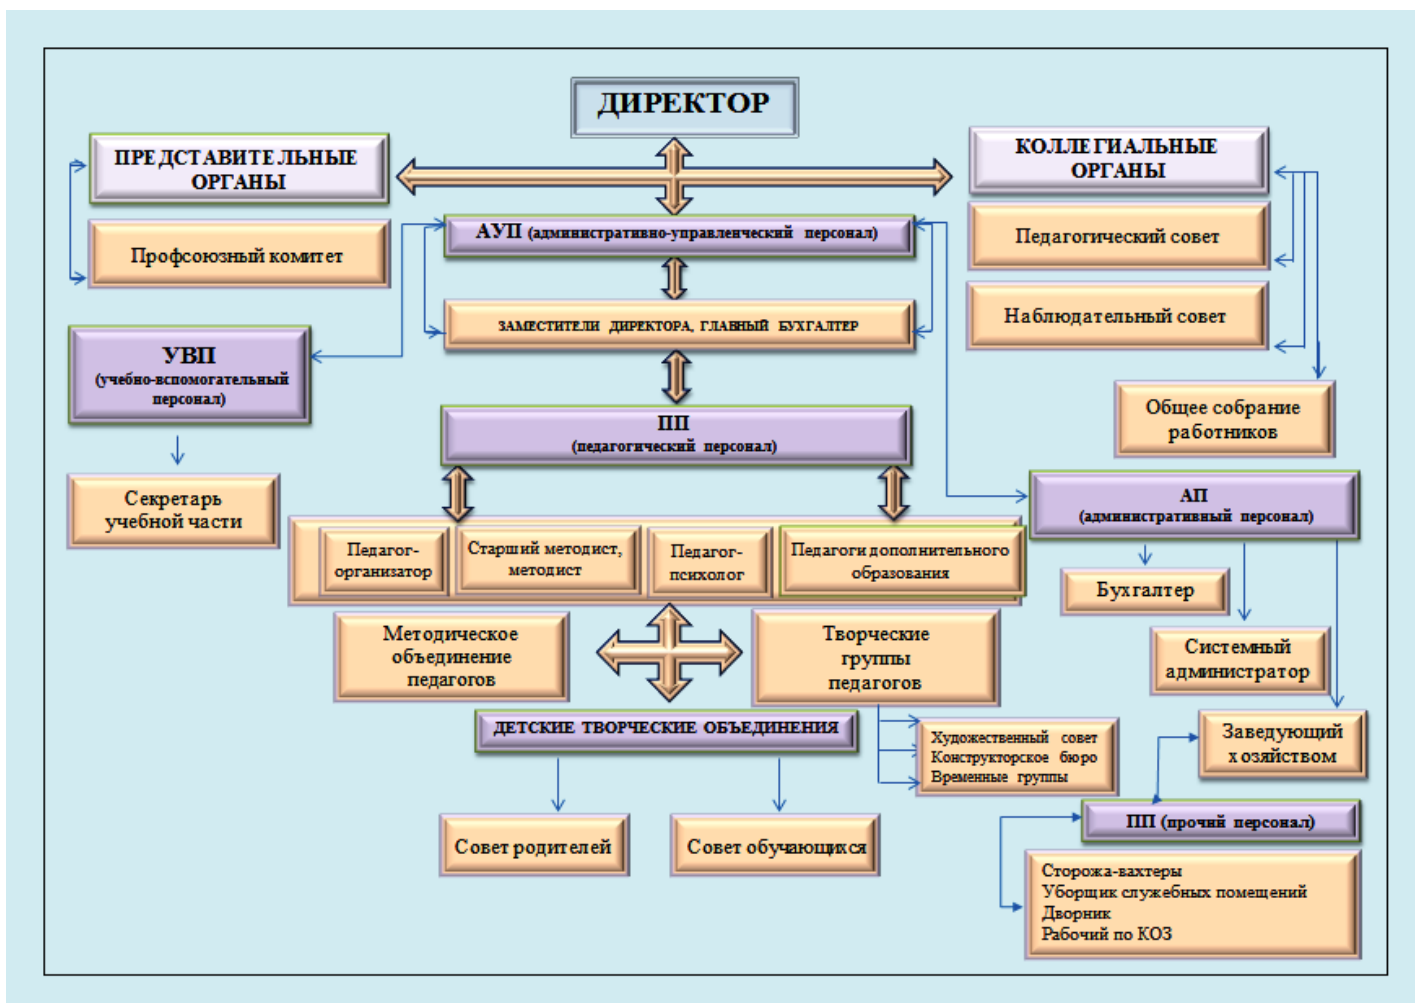 ДИРЕКТОР
ПРЕДСТАВИТЕЛЬНЫЕ
ОРГАНЫ
КОЛЛЕГИАЛЬНЫЕ
ОРГАНЫ
АУП (административно-управленческий персонал)
Профсоюзный комитет
Педагогический совет
ЗАМЕСТИТЕЛИ ДИРЕКТОРА, ГЛАВНЫЙ БУХГАЛТЕР
Наблюдательный совет
УВП
(учебно-вспомогательный
персонал)
ПП
(педагогический персонал)
Общее собрание
работников
Секретарь
учебной части
АП
(административный персонал)
Педагог-
организатор
Старший методист,
методист
Педагог-
психолог
Педагоги дополнительного
образования
Бухгалтер
Методическое
объединение
педагогов
Творческие
группы
педагогов
Системный
администратор
ДЕТСКИЕ ТВОРЧЕСКИЕ ОБЪЕДИНЕНИЯ
Художественный совет
Конструкторское бюро
Временные группы
Заведующий
хозяйством
Совет родителей
Совет обучающихся
ПП (прочий персонал)
Сторожа-вахтеры
Уборщик служебных помещений
Дворник
Рабочий по КОЗ